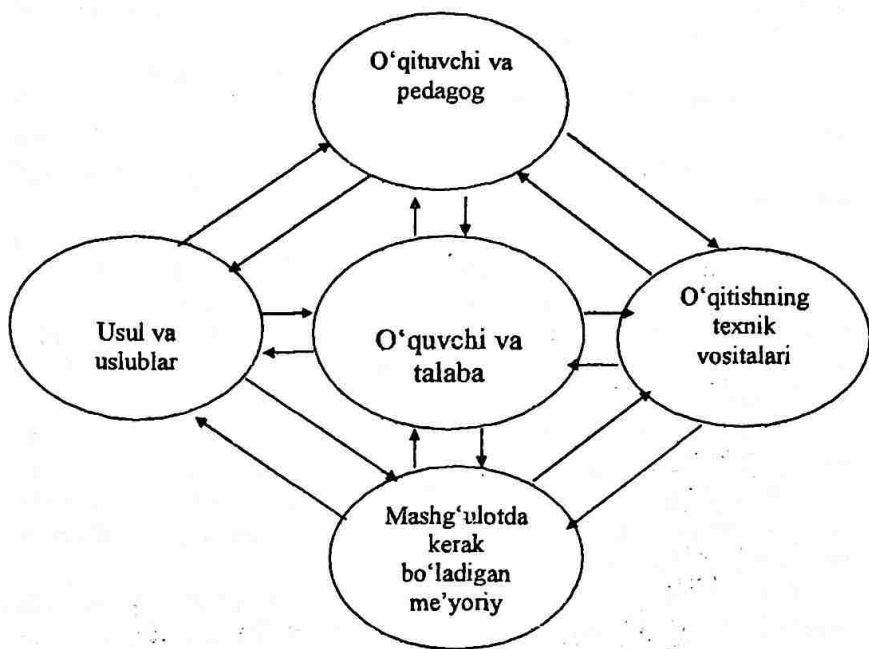 O‘qituvchi va
pedagog
Usul va
uslublar
O‘quvchi va
talaba
O‘qitishning
texnik
vositalari
Mashg‘ulotda
kerak
bo‘ladigan
me’yoriy